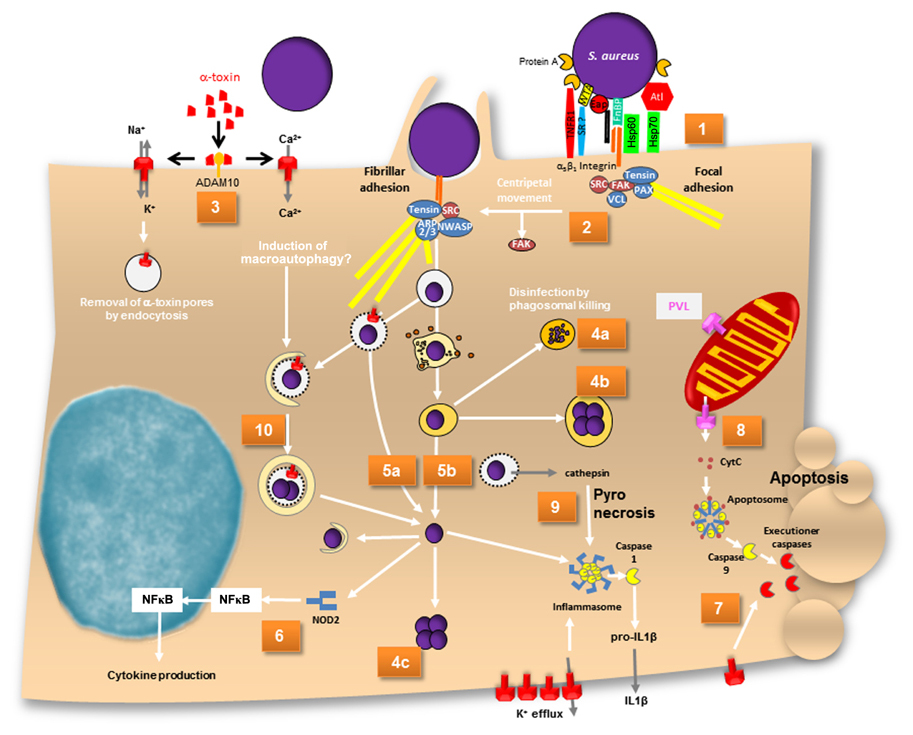 Protein A
S. aureus
α-toxin
TNFR1
SR ?
WTA
Eap
FnBP
Hsp60
Hsp70
Atl
1
Na⁺
Ca²⁺
ADAM10
K⁺
Ca²⁺
3
Fibrillar
adhesion
Centripetal
movement
α₅β₁ Integrin
Focal
adhesion
Tensin
SRC
FAK
PAX
VCL
Tensin
SRC
ARP
2/3
NWASP
2
FAK
Induction of
macroautophagy?
Removal of α-toxin pores
by endocytosis
Disinfection by
phagosomal killing
4a
4b
PVL
10
5a
5b
cathepsin
8
CytC
Apoptosis
9
Pyro
necrosis
Apoptosome
Executioner
caspases
Caspase
1
Caspase
9
Inflammasome
7
NFκB
NFκB
NOD2
6
4c
pro-IL1β
Cytokine production
K⁺ efflux
IL1β